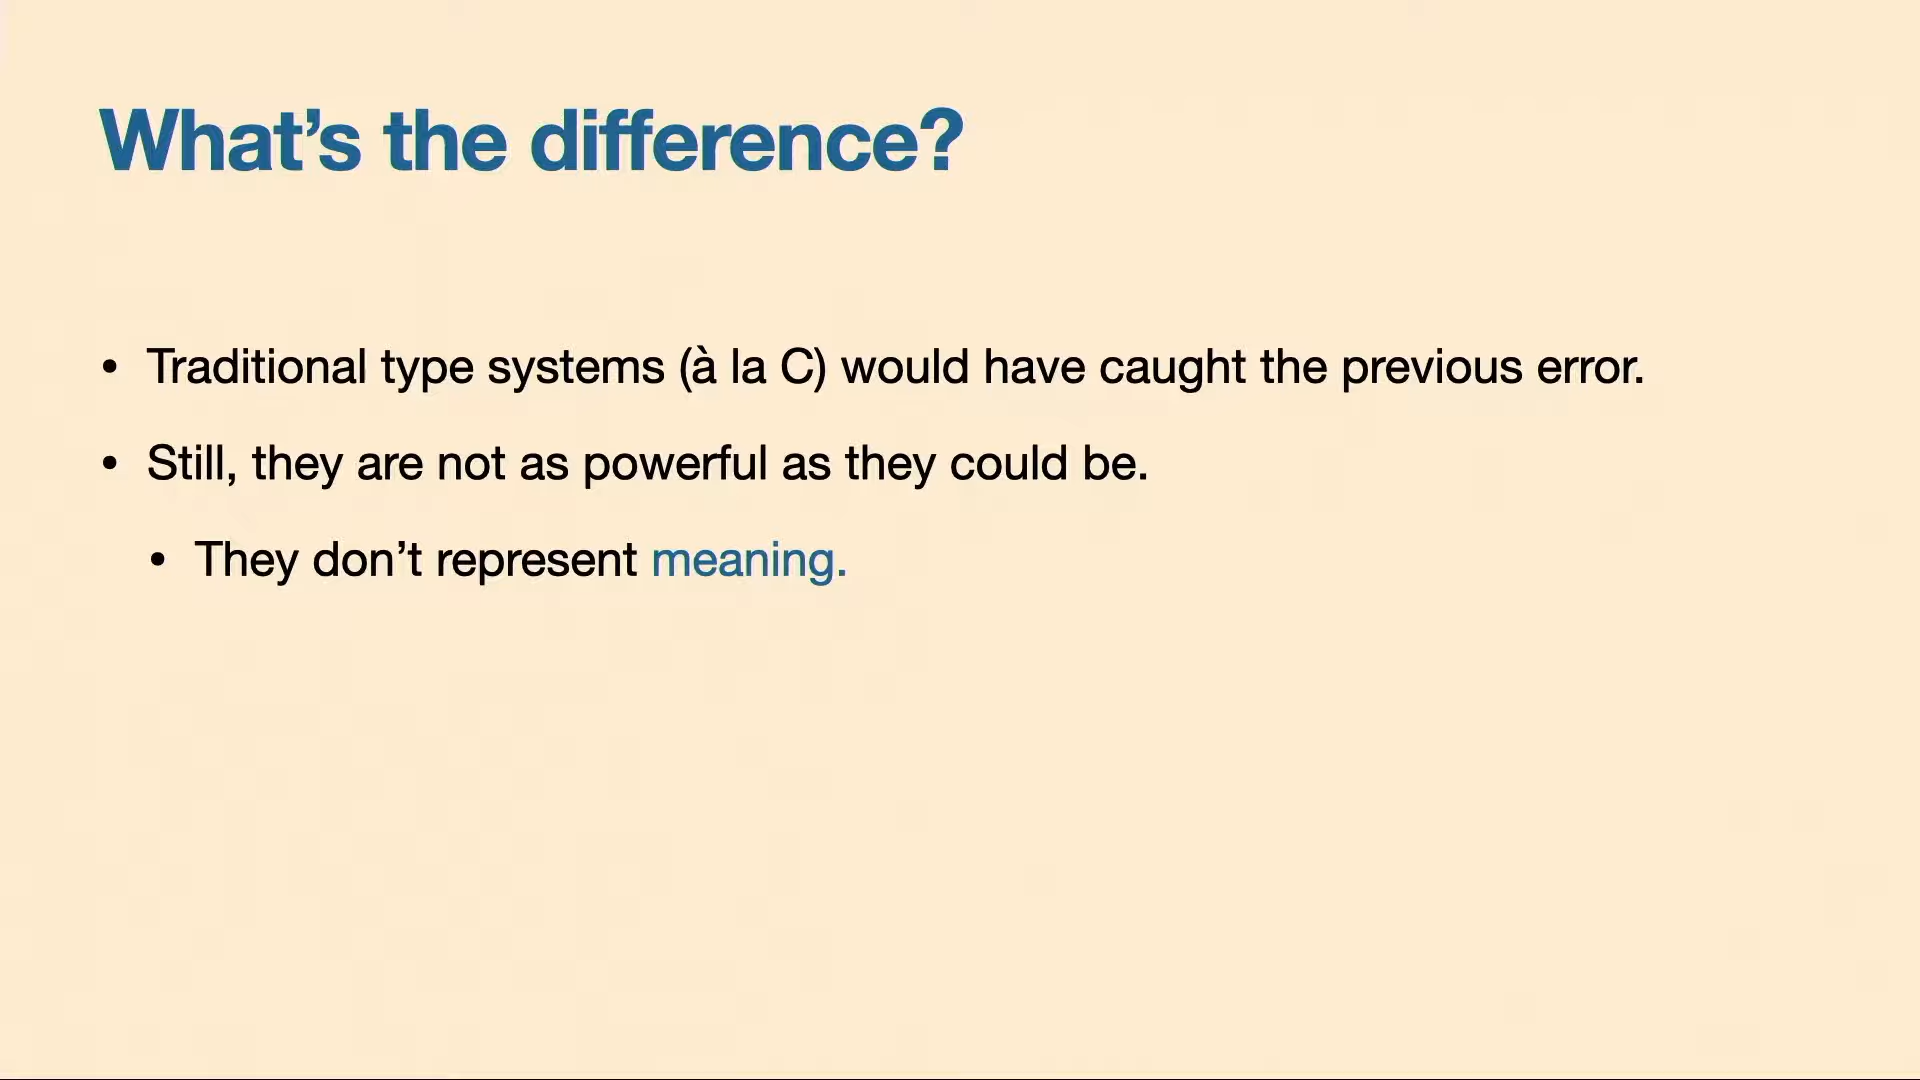 What’s the difference?
• Traditional type systems (à la C) would have caught the previous error.
• Still, they are not as powerful as they could be.
• They don’t represent meaning.